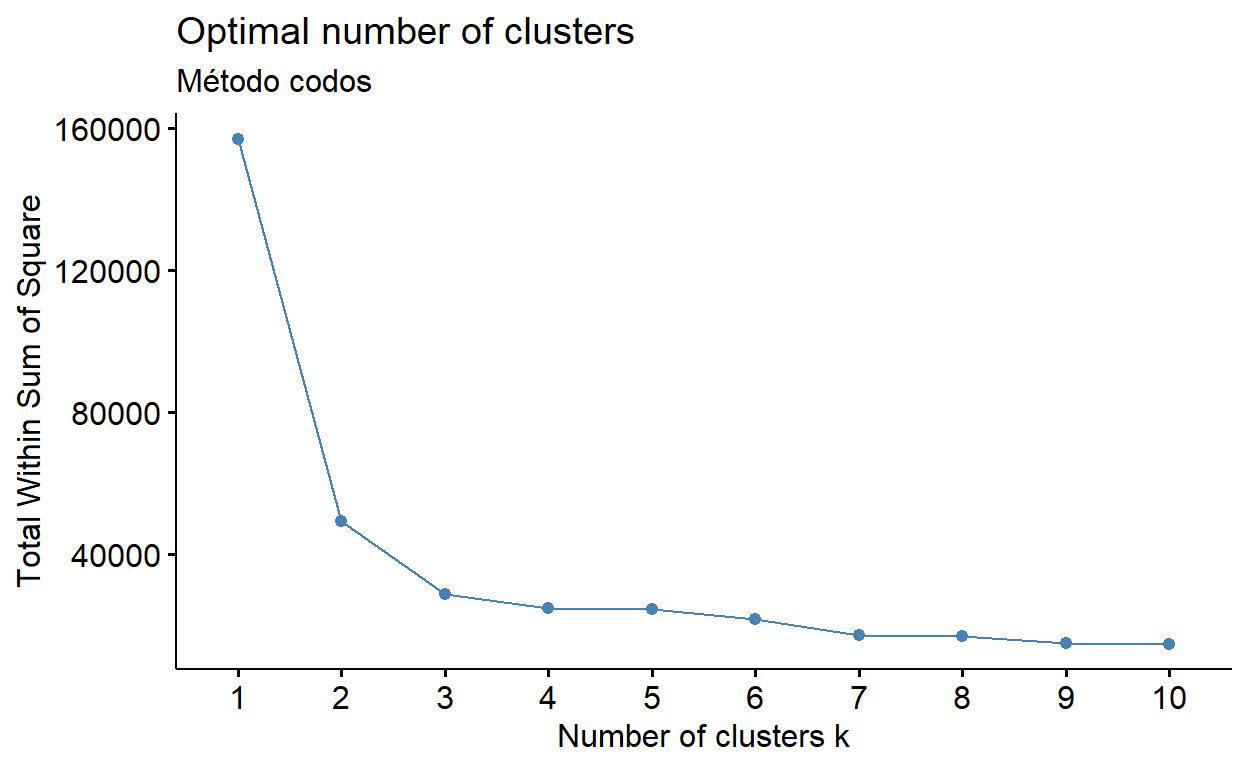 Optimal number of clusters
Método codos
160000
120000
80000
40000
Total Within Sum of Square
1 2 3 4 5 6 7 8 9 10
Number of clusters k